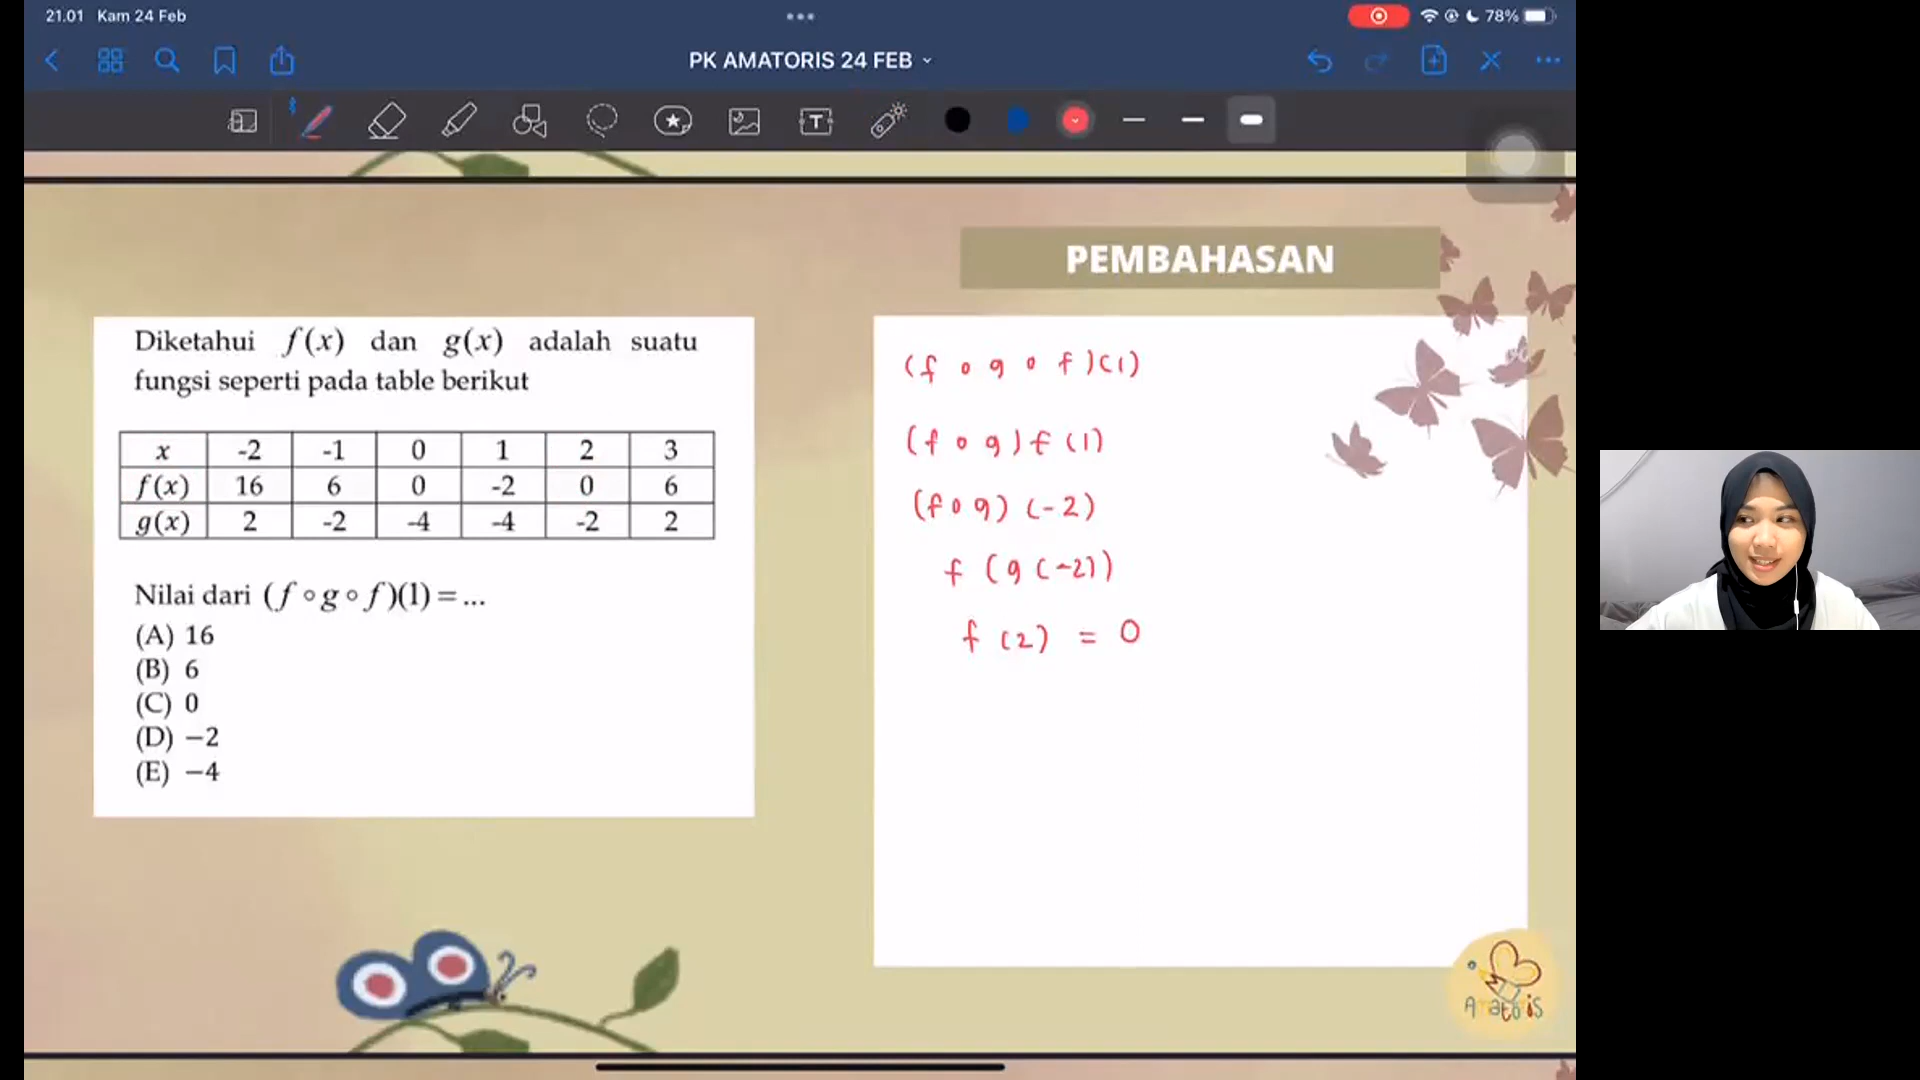 21.01 Kam 24 Feb
78%
PK AMATORIS 24 FEB
T
PEMBAHASAN
Diketahui f(x) dan g(x) adalah suatu
fungsi seperti pada table berikut
x -2 -1 0 1 2 3
f(x) 16 6 0 -2 0 6
g(x) 2 -2 -4 -4 -2 2
Nilai dari (f∘g∘f)(1)=...
(A) 16
(B) 6
(C) 0
(D) −2
(E) −4
(f ∘ g ∘ f)(1)
(f ∘ g) f (1)
(f ∘ g) (-2)
f (g (-2))
f (2) = 0
Amatoris